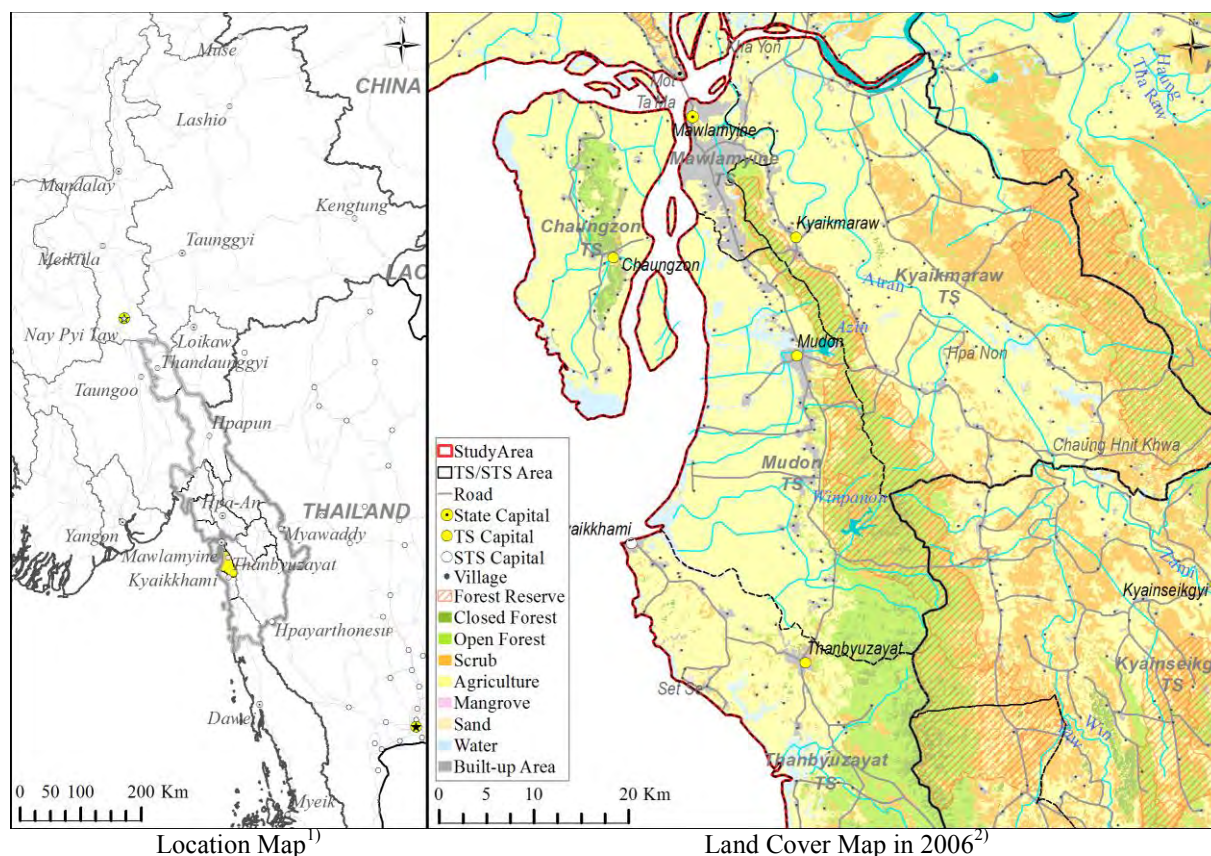 N
Muse
CHINA
Lashio
Mandalay
Kengtung
Taunggyi
Meiktila
LAO
Nay Pyi Taw
Loikaw
Thandaunggyi
Taungoo
Hpapun
THAILAND
Hpa-An
Myawaddy
Yangon
Mawlamyine
Thanbyuzayat
Kyaikkhami
Hpayarthonesu
Dawei
Myeik
0 50 100 200 Km
Location Map1)
N
Kha Yon
Mot
Ta Ma
Haung
Tha Raw
Mawlamyine
Mawlamyine
TS
Kyaikmaraw
Chaungzon
TS
Chaungzon
Kyaikmaraw
TS
Atran
Azin
Mudon
Hpa Non
Chaung Hnit Khwa
Mudon
TS
Winpanon
aikkhami
Zami
Kyainseikgyi
Thanbyuzayat
Kyainseikg
TS
Set Se
Win
Yaw
Thanbyuzayat
TS
StudyArea
TS/STS Area
Road
State Capital
TS Capital
STS Capital
Village
Forest Reserve
Closed Forest
Open Forest
Scrub
Agriculture
Mangrove
Sand
Water
Built-up Area
0 5 10 20 Km
Land Cover Map in 20062)